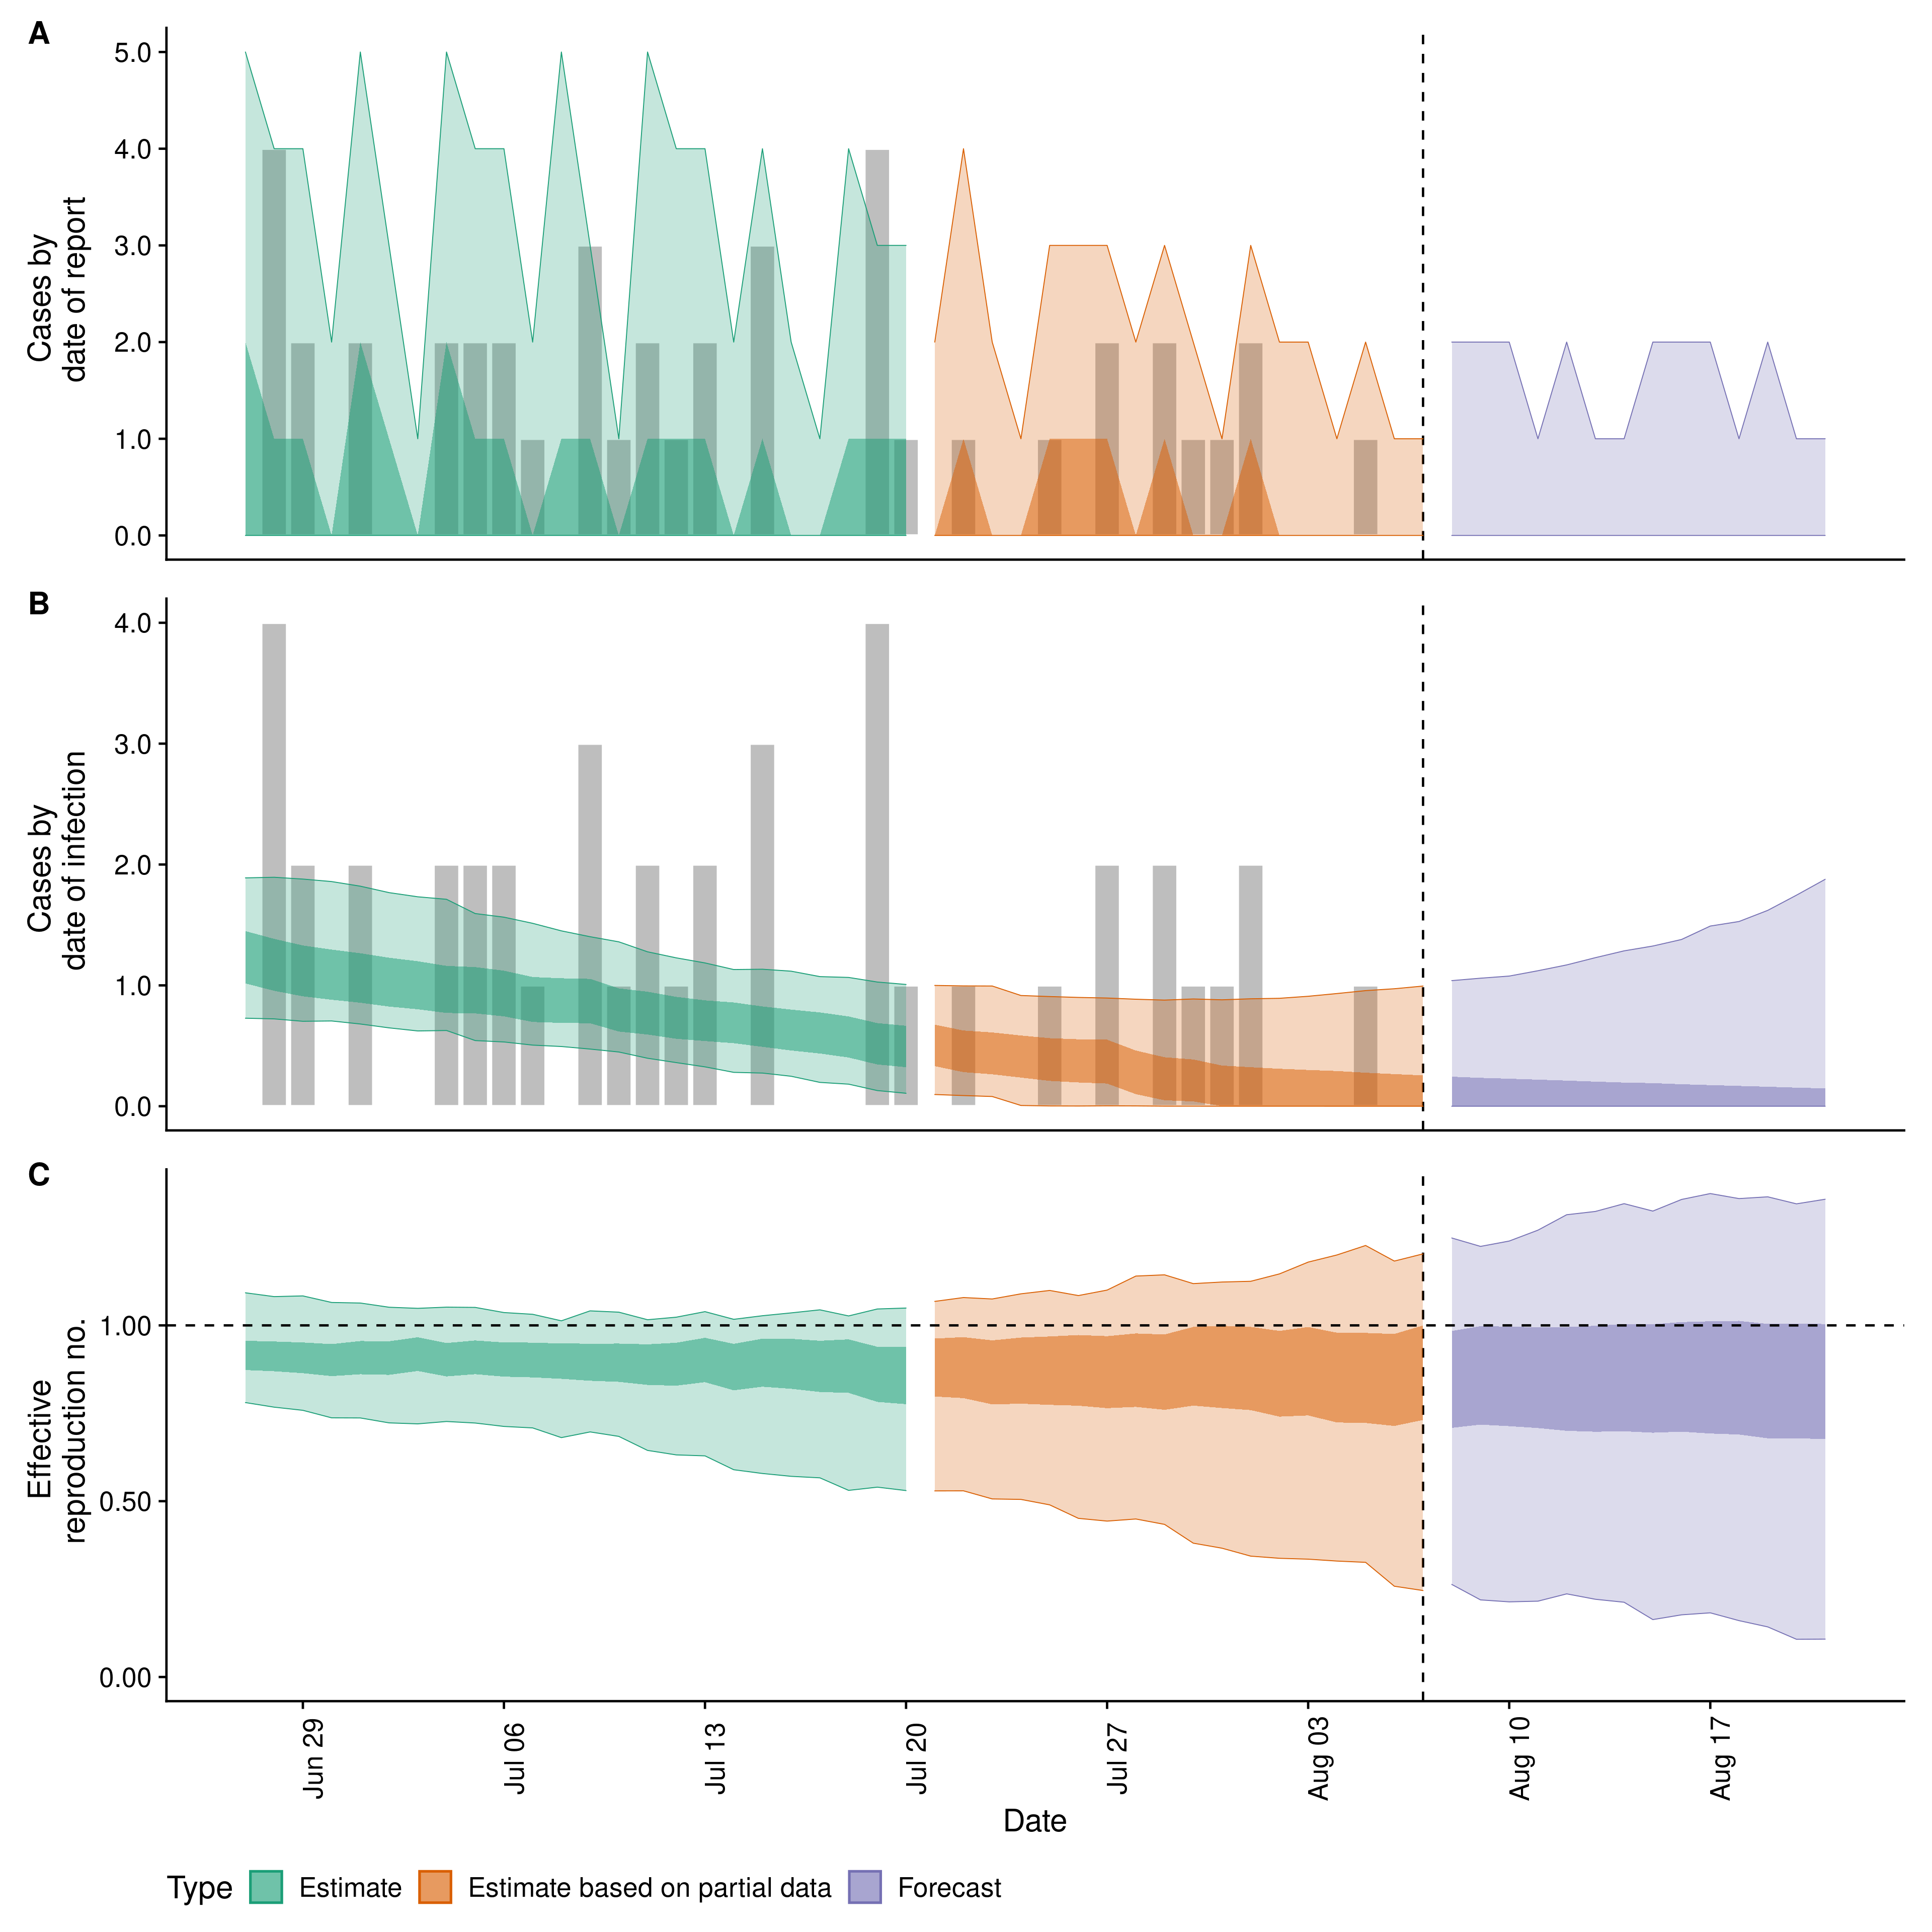 A
5.0
4.0
3.0
2.0
1.0
0.0
Cases by
date of report
B
4.0
3.0
2.0
1.0
0.0
Cases by
date of infection
C
1.00
0.50
0.00
Effective
reproduction no.
Jun 29
Jul 06
Jul 13
Jul 20
Jul 27
Aug 03
Aug 10
Aug 17
Date
Type Estimate Estimate based on partial data Forecast